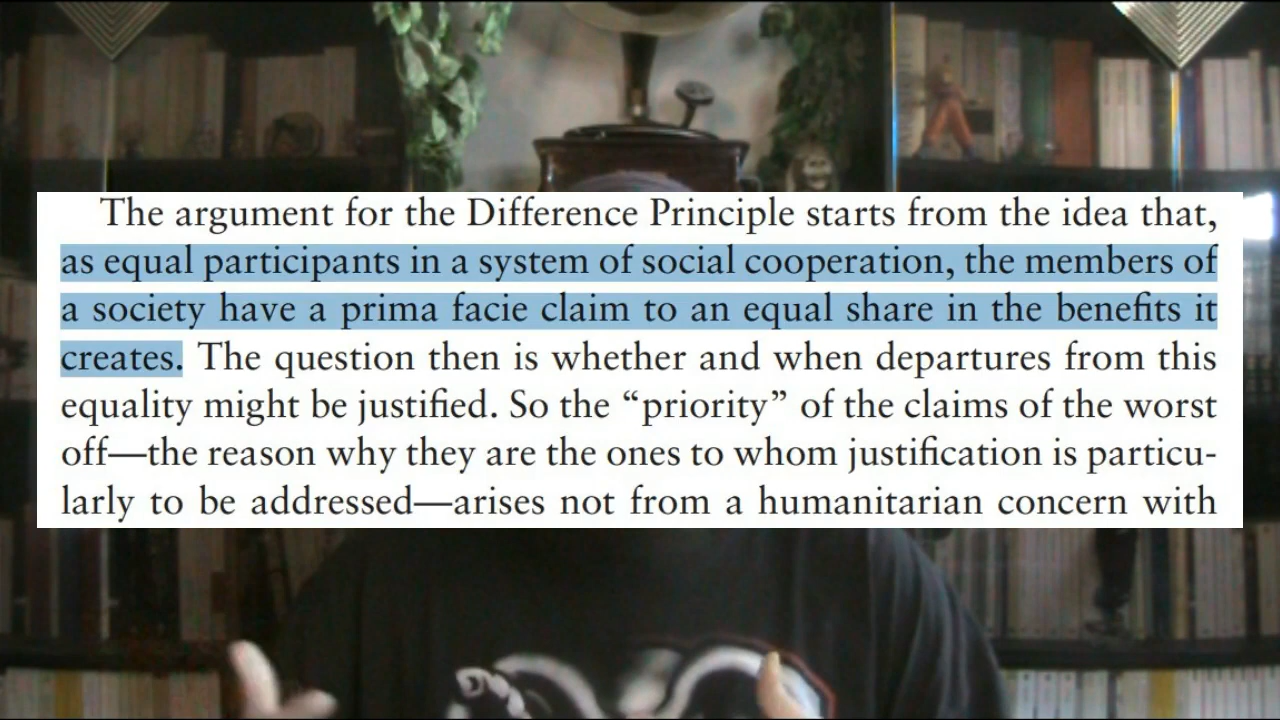 The argument for the Difference Principle starts from the idea that,
as equal participants in a system of social cooperation, the members of
a society have a prima facie claim to an equal share in the benefits it
creates. The question then is whether and when departures from this
equality might be justified. So the “priority” of the claims of the worst
off—the reason why they are the ones to whom justification is particu-
larly to be addressed—arises not from a humanitarian concern with